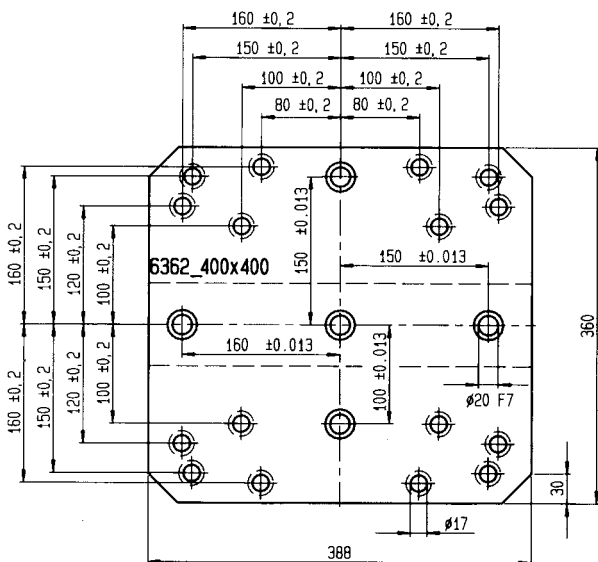 160 ±0,2 160 ±0,2
150 ±0,2 150 ±0,2
100 ±0,2 100 ±0,2
80 ±0,2 80 ±0,2
160 ±0,2
150 ±0,2
120 ±0,2
100 ±0,2
150 ±0.013
6362_400x400
150 ±0.013
360
160 ±0.013
100 ±0.013
160 ±0,2
150 ±0,2
120 ±0,2
100 ±0,2
ø20 F7
30
ø17
388